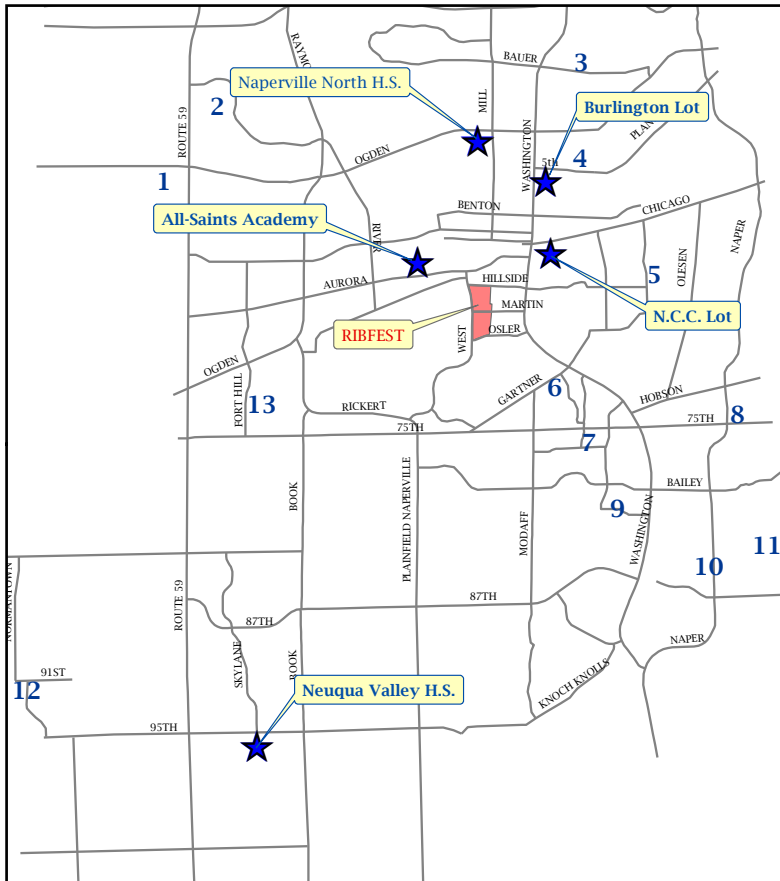 RAYMO
BAUER
3
Naperville North H.S.
2
MILL
Burlington Lot
ROUTE 59
PLAN
WASHINGTON
OGDEN
5th
4
1
BENTON
CHICAGO
All-Saints Academy
RIVER
NAPER
OLESEN
5
AURORA
HILLSIDE
MARTIN
N.C.C. Lot
RIBFEST
OSLER
WEST
OGDEN
GARTNER
6
HOBSON
FORT HILL
13
RICKERT
75TH
75TH
8
7
BAILEY
BOOK
PLAINFIELD NAPERVILLE
MODAFF
9
WASHINGTON
11
10
NORMANTOWN
ROUTE 59
87TH
87TH
NAPER
SKYLANE
BOOK
91ST
12
Neuqua Valley H.S.
KNOCH KNOLLS
95TH